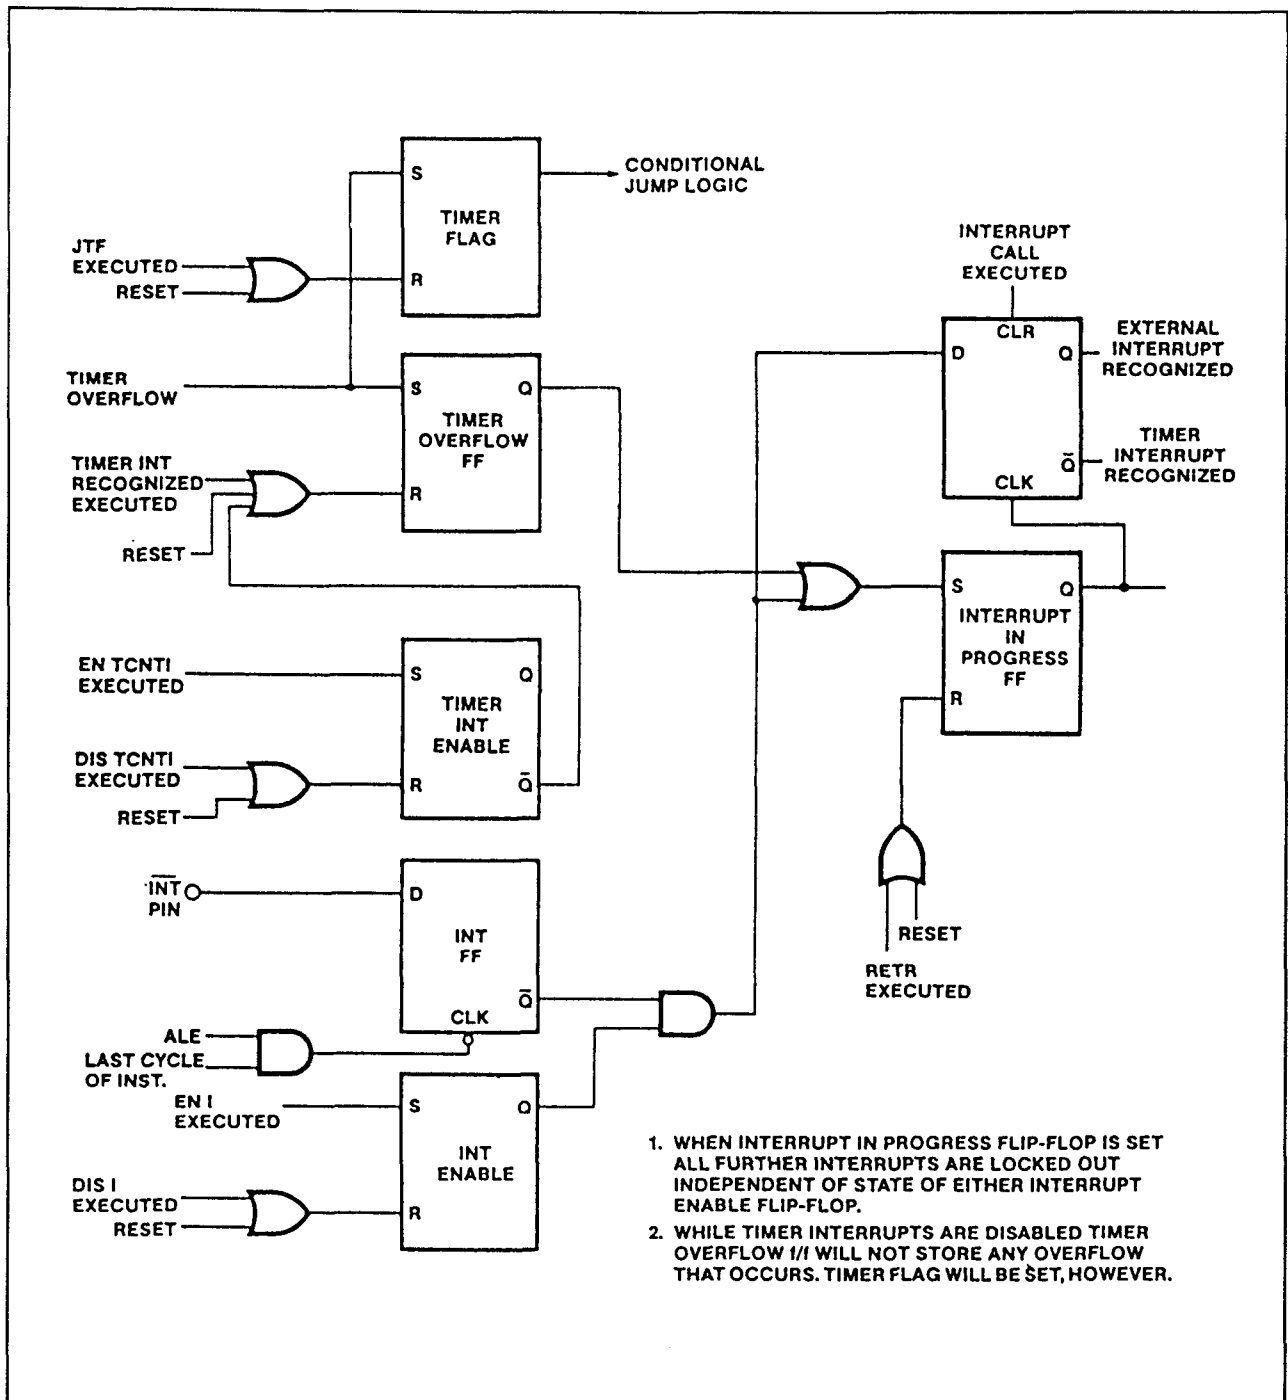 S
TIMER
FLAG
R
CONDITIONAL
JUMP LOGIC
JTF
EXECUTED
RESET
TIMER
OVERFLOW
S
Q
TIMER
OVERFLOW
FF
R
TIMER INT
RECOGNIZED
EXECUTED
RESET
EN TCNTI
EXECUTED
S
Q
TIMER
INT
ENABLE
R
Q̅
DIS TCNTI
EXECUTED
RESET
I̅N̅T̅
PIN
D
INT
FF
Q̅
CLK
ALE
LAST CYCLE
OF INST.
EN I
EXECUTED
S
Q
INT
ENABLE
R
DIS I
EXECUTED
RESET
INTERRUPT
CALL
EXECUTED
CLR
D
Q
EXTERNAL
INTERRUPT
RECOGNIZED
Q̅
TIMER
INTERRUPT
RECOGNIZED
CLK
S
Q
INTERRUPT
IN
PROGRESS
FF
R
RESET
RETR
EXECUTED
1. WHEN INTERRUPT IN PROGRESS FLIP-FLOP IS SET
ALL FURTHER INTERRUPTS ARE LOCKED OUT
INDEPENDENT OF STATE OF EITHER INTERRUPT
ENABLE FLIP-FLOP.
2. WHILE TIMER INTERRUPTS ARE DISABLED TIMER
OVERFLOW f/f WILL NOT STORE ANY OVERFLOW
THAT OCCURS. TIMER FLAG WILL BE SET, HOWEVER.